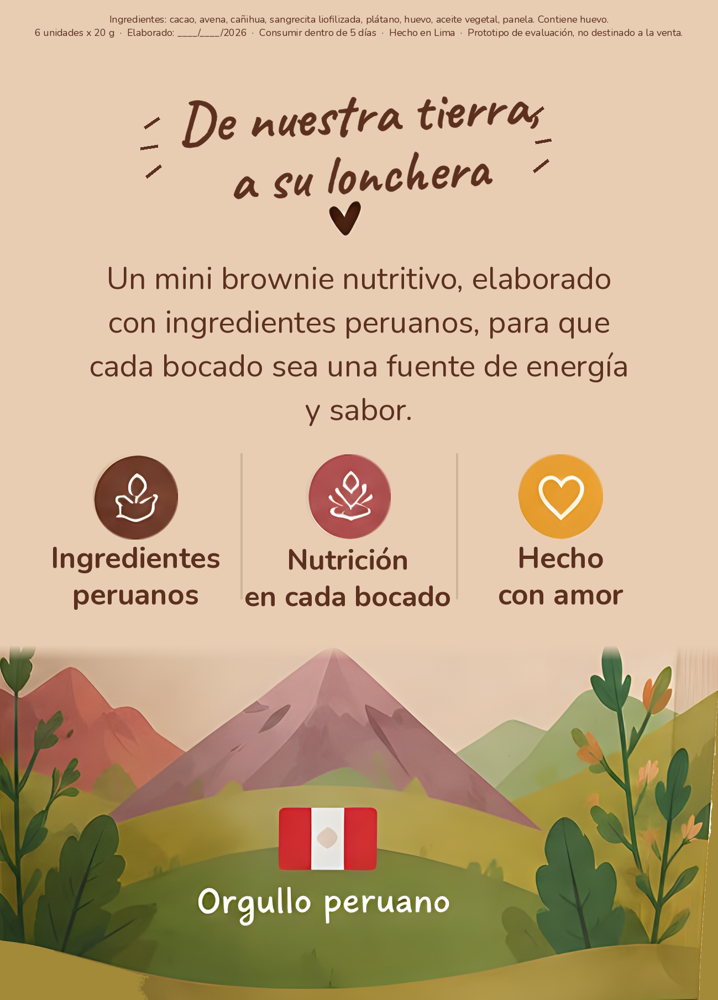 Ingredientes: cacao, avena, cañihua, sangrecita liofilizada, plátano, huevo, aceite vegetal, panela. Contiene huevo.
6 unidades x 20 g · Elaborado: ____/____/2026 · Consumir dentro de 5 días · Hecho en Lima · Prototipo de evaluación, no destinado a la venta.
De nuestra tierra,
a su lonchera
Un mini brownie nutritivo, elaborado
con ingredientes peruanos, para que
cada bocado sea una fuente de energía
y sabor.
Ingredientes
peruanos
Nutrición
en cada bocado
Hecho
con amor
Orgullo peruano